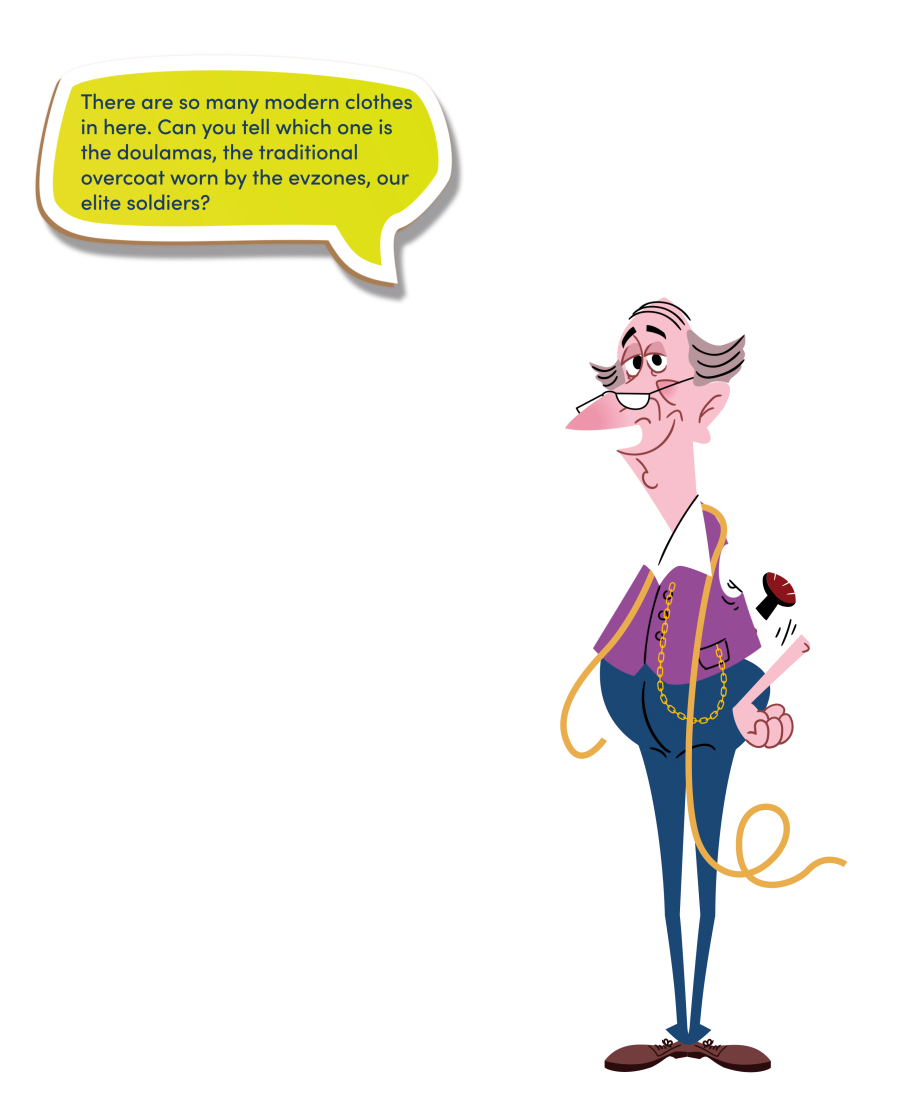 There are so many modern clothes
in here. Can you tell which one is
the doulamas, the traditional
overcoat worn by the evzones, our
elite soldiers?